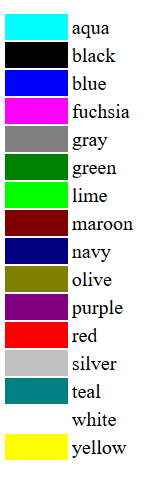 aqua
black
blue
fuchsia
gray
green
lime
maroon
navy
olive
purple
red
silver
teal
white
yellow